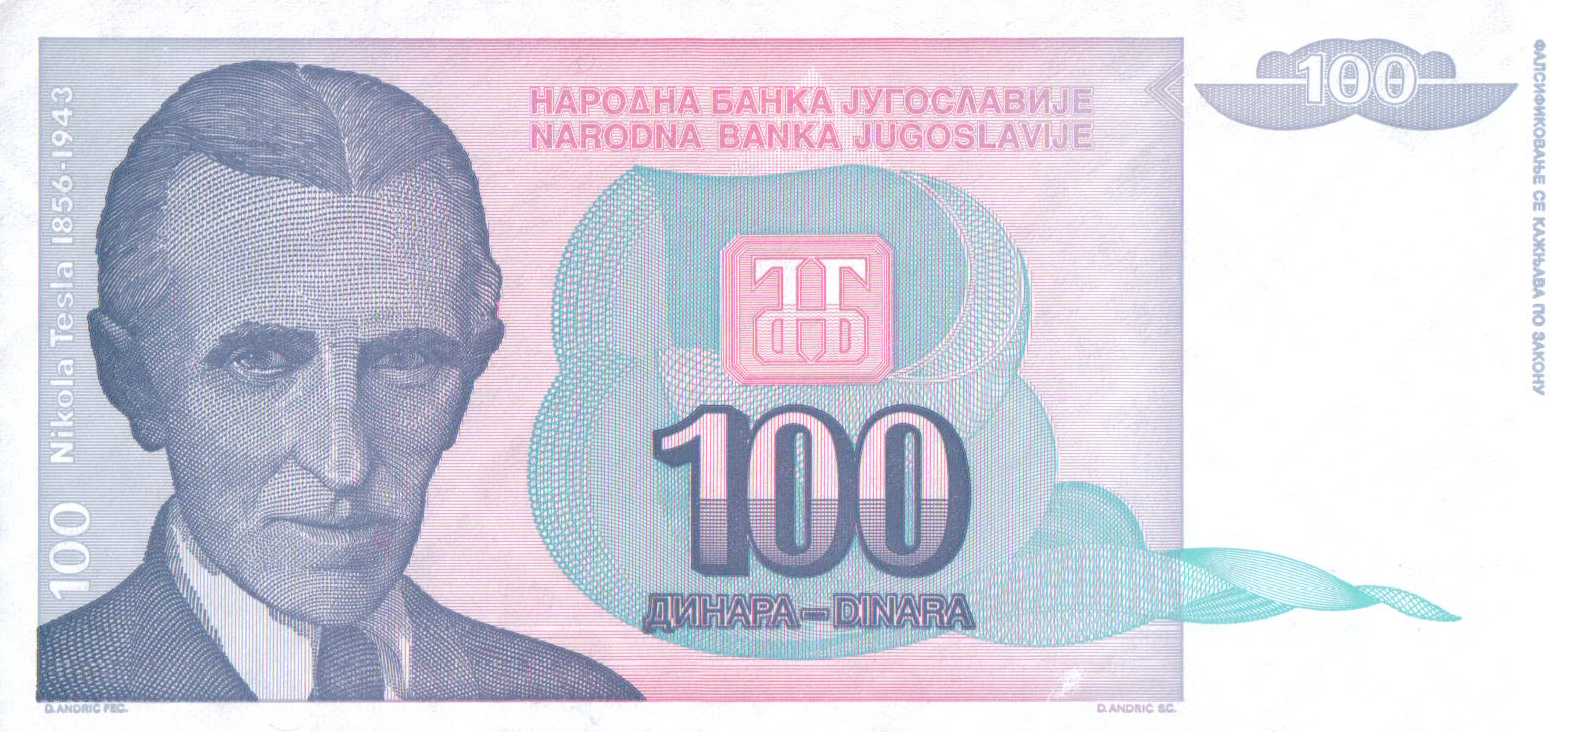 НАРОДНА БАНКА ЈУГОСЛАВИЈЕ
NARODNA BANKA JUGOSLAVIJE
100
100
ДИНАРА – DINARA
100 Nikola Tesla 1856-1943
ФАЛСИФИКОВАЊЕ СЕ КАЖЊАВА ПО ЗАКОНУ
D. ANDRIĆ FEC.
D. ANDRIĆ SC.